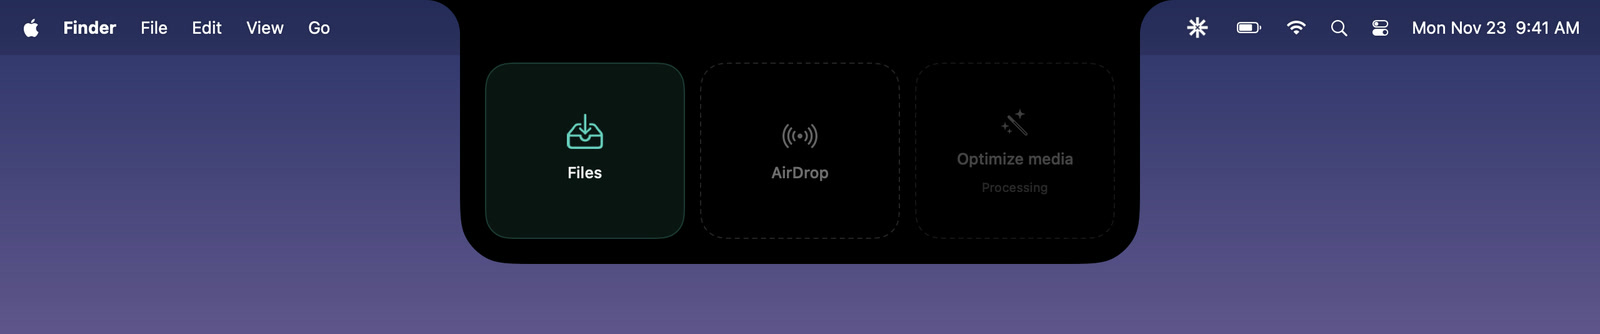 Finder File Edit View Go
Mon Nov 23 9:41 AM
Files
AirDrop
Optimize media
Processing